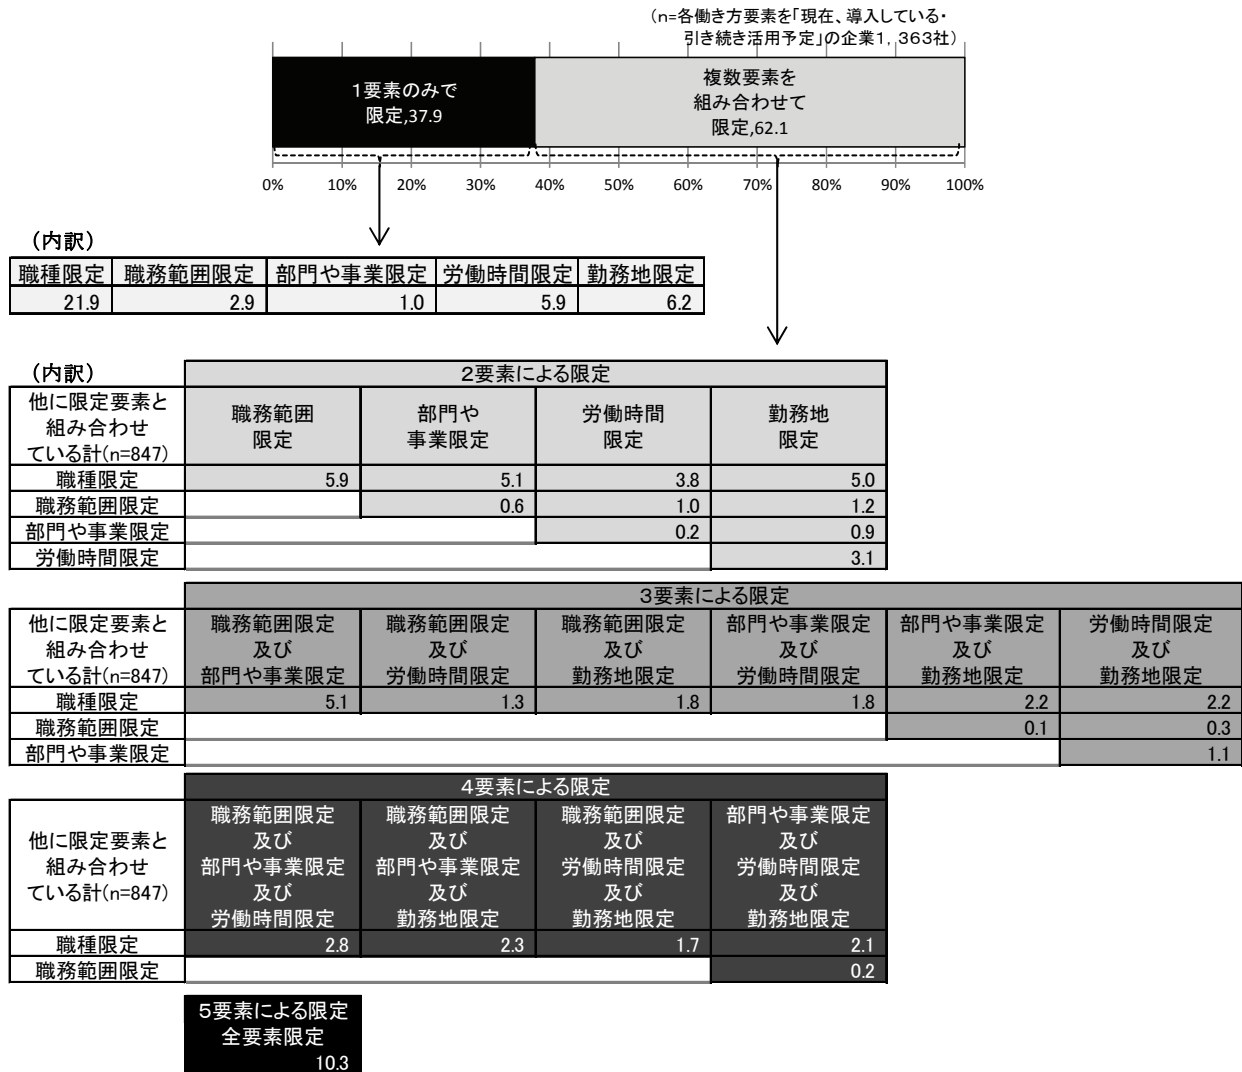 (n=各働き方要素を「現在、導入している・
引き続き活用予定」の企業1, 363社)
1要素のみで
限定,37.9
複数要素を
組み合わせて
限定,62.1
0% 10% 20% 30% 40% 50% 60% 70% 80% 90% 100%
(内訳)
職種限定 職務範囲限定 部門や事業限定 労働時間限定 勤務地限定
21.9 2.9 1.0 5.9 6.2
(内訳)
2要素による限定
他に限定要素と
組み合わせ
ている計(n=847)
職務範囲
限定
部門や
事業限定
労働時間
限定
勤務地
限定
職種限定 5.9 5.1 3.8 5.0
職務範囲限定 0.6 1.0 1.2
部門や事業限定 0.2 0.9
労働時間限定 3.1
3要素による限定
他に限定要素と
組み合わせ
ている計(n=847)
職務範囲限定
及び
部門や事業限定
職務範囲限定
及び
労働時間限定
職務範囲限定
及び
勤務地限定
部門や事業限定
及び
労働時間限定
部門や事業限定
及び
勤務地限定
労働時間限定
及び
勤務地限定
職種限定 5.1 1.3 1.8 1.8 2.2 2.2
職務範囲限定 0.1 0.3
部門や事業限定 1.1
4要素による限定
他に限定要素と
組み合わせ
ている計(n=847)
職務範囲限定
及び
部門や事業限定
及び
労働時間限定
職務範囲限定
及び
部門や事業限定
及び
勤務地限定
職務範囲限定
及び
労働時間限定
及び
勤務地限定
部門や事業限定
及び
労働時間限定
及び
勤務地限定
職種限定 2.8 2.3 1.7 2.1
職務範囲限定 0.2
5要素による限定
全要素限定
10.3